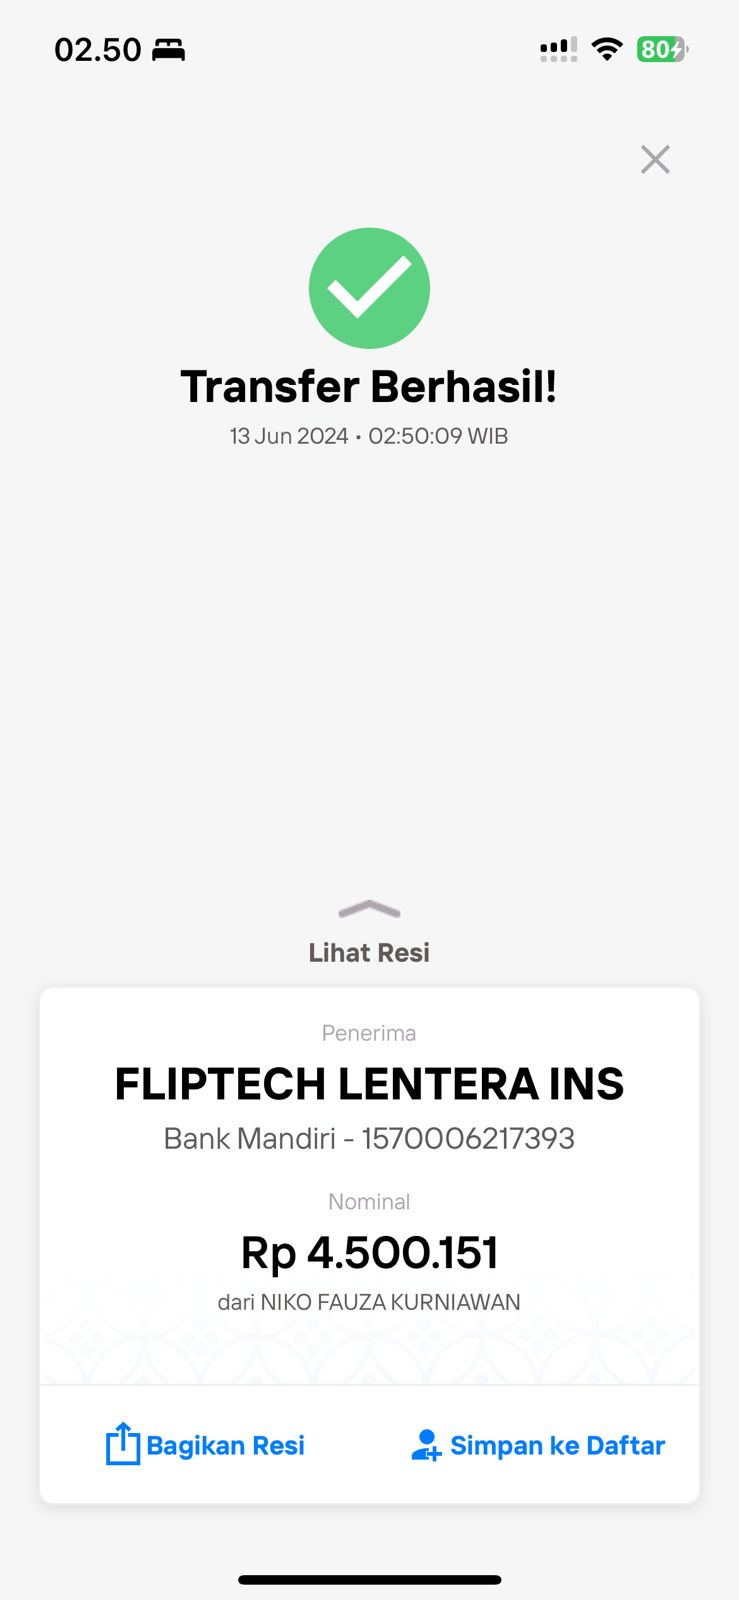 02.50
80
Transfer Berhasil!
13 Jun 2024 • 02:50:09 WIB
Lihat Resi
Penerima
FLIPTECH LENTERA INS
Bank Mandiri - 1570006217393
Nominal
Rp 4.500.151
dari NIKO FAUZA KURNIAWAN
Bagikan Resi
Simpan ke Daftar